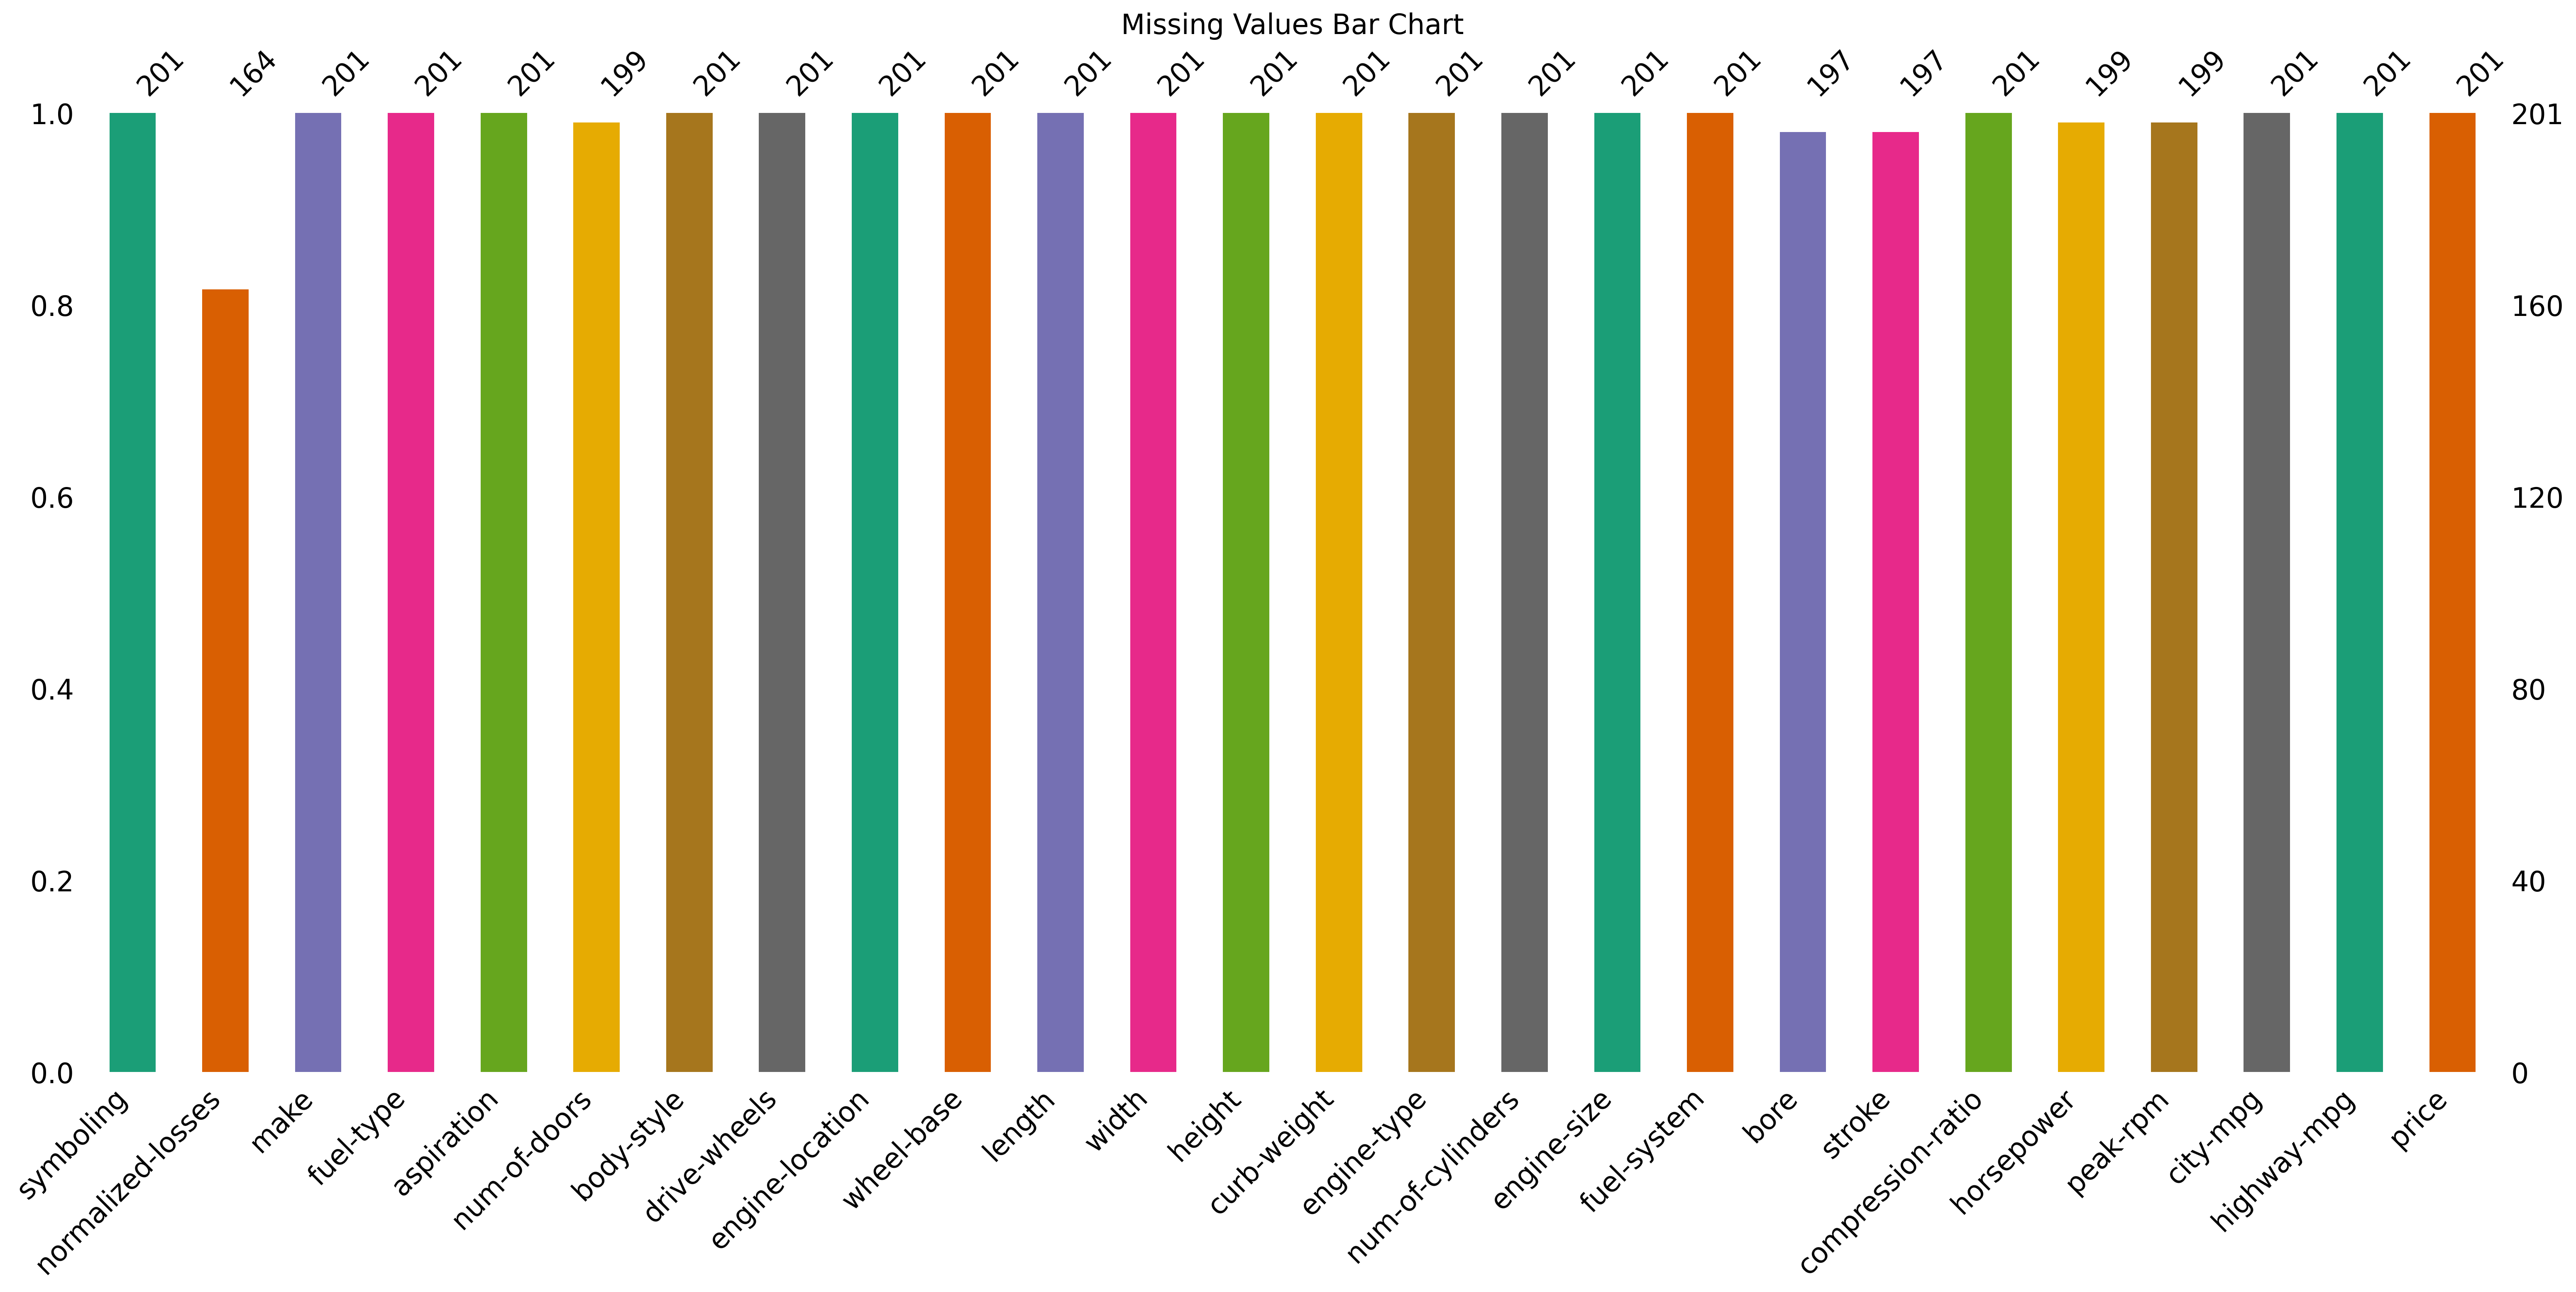 Missing Values Bar Chart
201 164 201 201 201 199 201 201 201 201 201 201 201 201 201 201 201 201 197 197 201 199 199 201 201 201
1.0 201
0.8 160
0.6 120
0.4 80
0.2 40
0.0 0
symboling normalized-losses make fuel-type aspiration num-of-doors body-style drive-wheels engine-location wheel-base length width height curb-weight engine-type num-of-cylinders engine-size fuel-system bore stroke compression-ratio horsepower peak-rpm city-mpg highway-mpg price